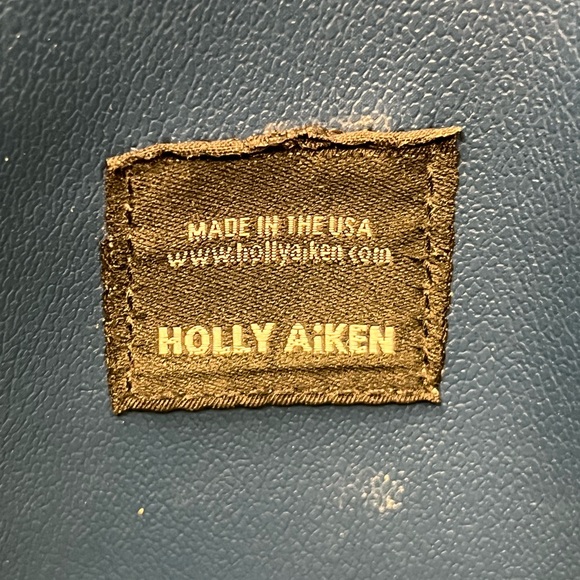 MADE IN THE USA
www.hollyaiken.com
HOLLY AiKEN